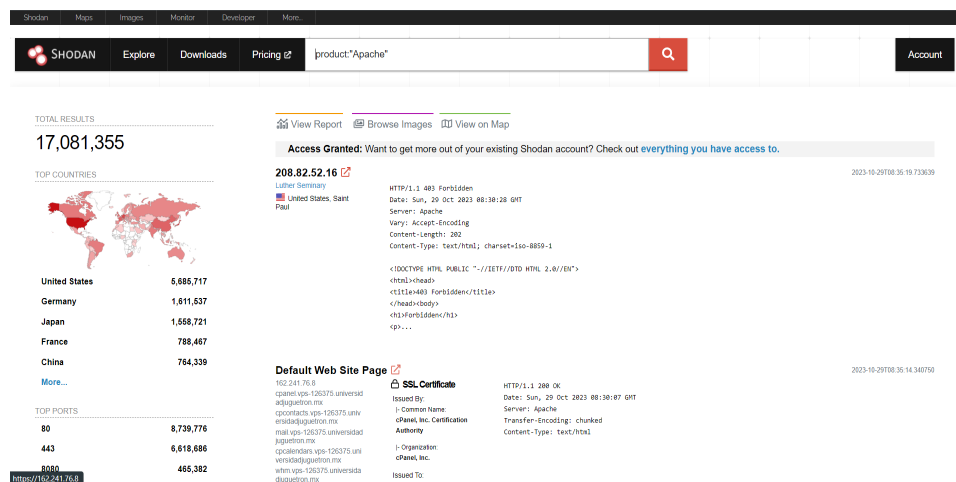 Shodan Maps Images Monitor Developer More..
SHODAN Explore Downloads Pricing product:"Apache" Account
TOTAL RESULTS
17,081,355
TOP COUNTRIES
United States 5,685,717
Germany 1,611,537
Japan 1,558,721
France 788,467
China 764,339
More...
TOP PORTS
80 8,739,776
443 6,618,686
8080 465,382
https://162.241.76.8
View Report Browse Images View on Map
Access Granted: Want to get more out of your existing Shodan account? Check out everything you have access to.
208.82.52.16 2023-10-29T08:35:19.733639
Luther Seminary
United States, Saint
Paul
HTTP/1.1 403 Forbidden
Date: Sun, 29 Oct 2023 08:30:28 GMT
Server: Apache
Vary: Accept-Encoding
Content-Length: 202
Content-Type: text/html; charset=iso-8859-1
<!DOCTYPE HTML PUBLIC "-//IETF//DTD HTML 2.0//EN">
<html><head>
<title>403 Forbidden</title>
</head><body>
<h1>Forbidden</h1>
<p>...
Default Web Site Page 2023-10-29T08:35:14.340750
162.241.76.8
cpanel.vps-126375.universid
adjuguetron.mx
cpcontacts.vps-126375.univ
ersidadjuguetron.mx
mail.vps-126375.universidad
juguetron.mx
cpcalendars.vps-126375.uni
versidadjuguetron.mx
whm.vps-126375.universida
djuguetron.mx
SSL Certificate
Issued By:
|- Common Name:
cPanel, Inc. Certification
Authority
|- Organization:
cPanel, Inc.
Issued To:
HTTP/1.1 200 OK
Date: Sun, 29 Oct 2023 08:30:07 GMT
Server: Apache
Transfer-Encoding: chunked
Content-Type: text/html